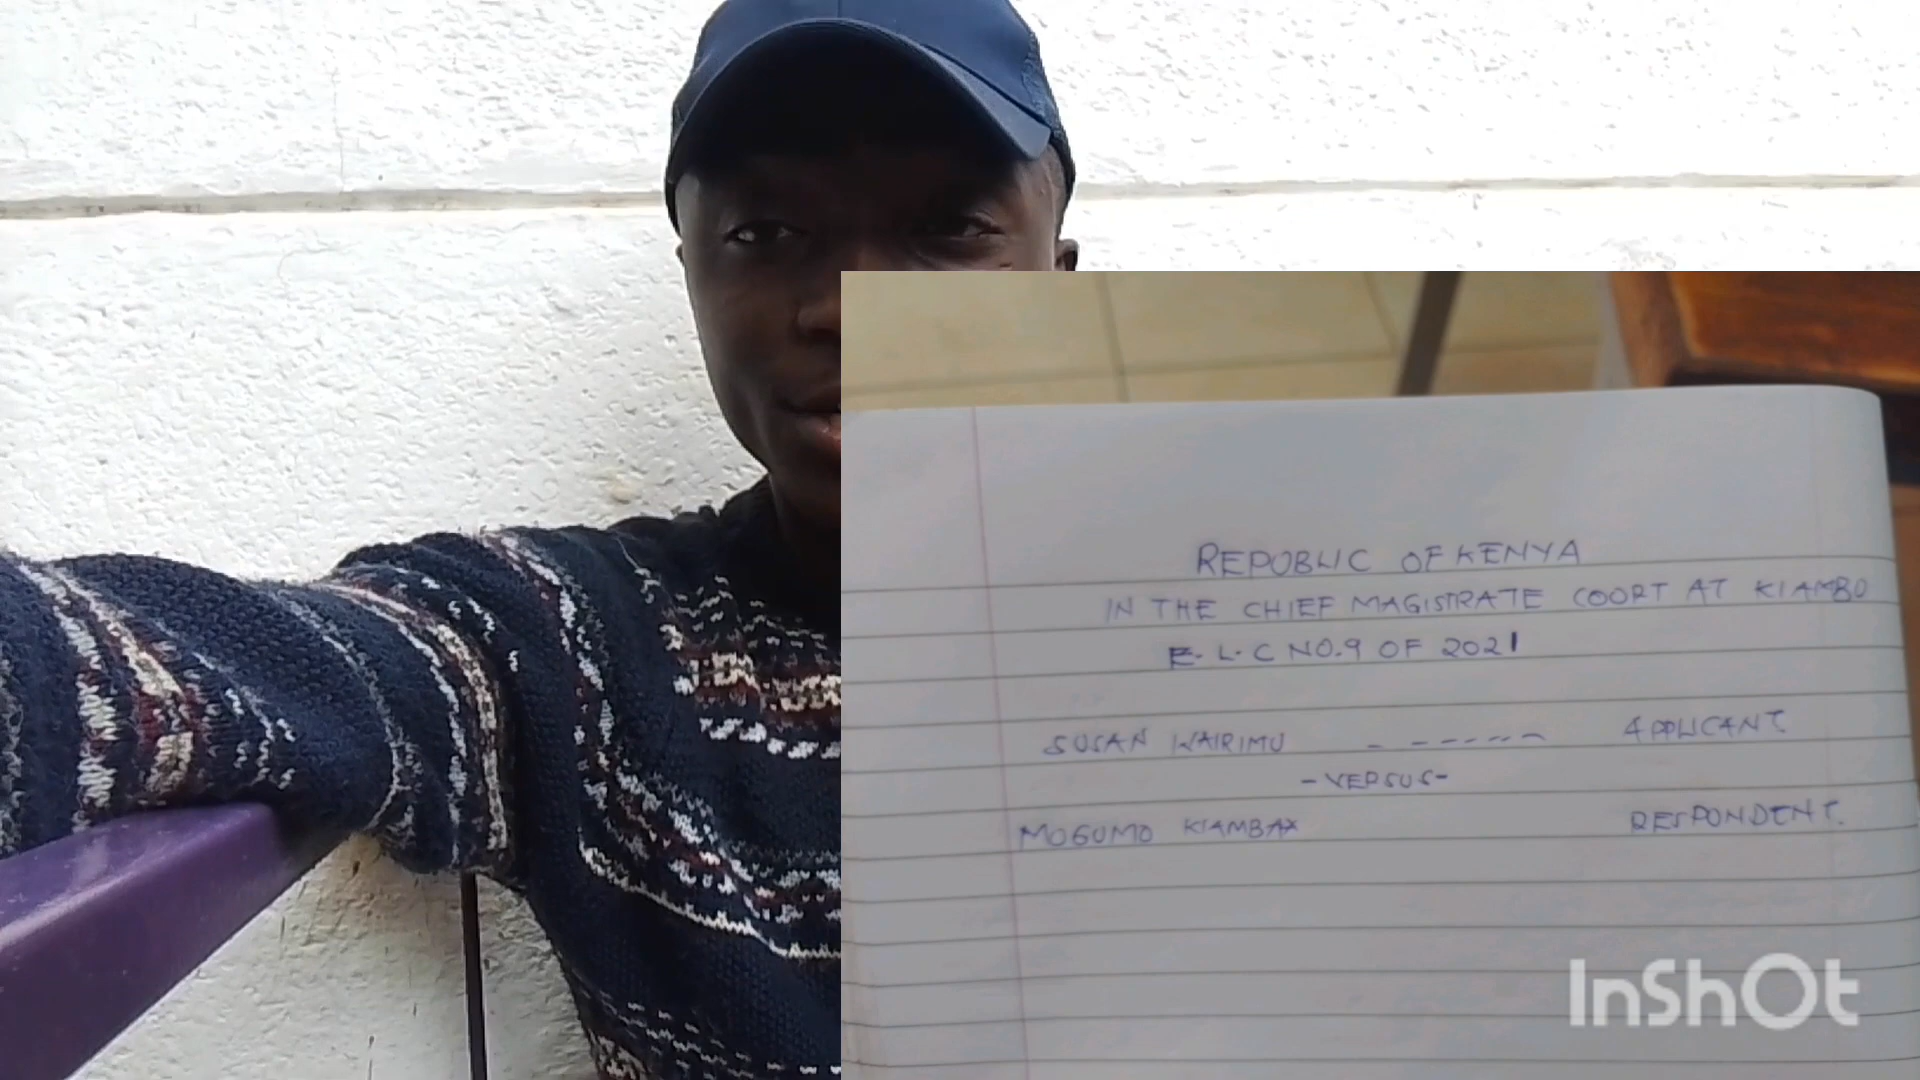 REPUBLIC OF KENYA
IN THE CHIEF MAGISTRATE COURT AT KIAMBU
E.L.C NO.9 OF 2021
SUSAN WAIRIMU - - - - - - - APPLICANT
- VERSUS -
MUGUMO KIAMBAA RESPONDENT.
InShOt